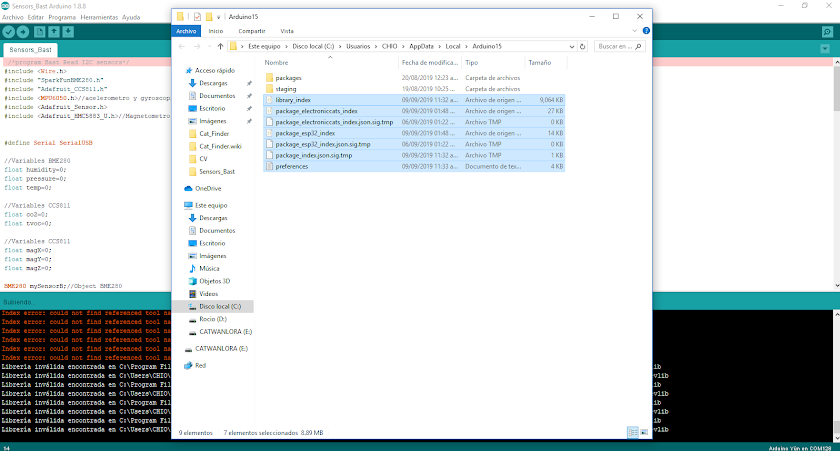 Sensors_Bast Arduino 1.8.8
Archivo Editar Programa Herramientas Ayuda
Sensors_Bast
/*program Bast Bead I2C sensors*/
#include <Wire.h>
#include "SparkFunBME280.h"
#include "Adafruit_CCS811.h"
#include <MPU6050.h>//acelerometro y giroscop
#include <Adafruit_Sensor.h>
#include <Adafruit_HMC5883_U.h>//Magnetometro
#define Serial SerialUSB
//Variables BME280
float humidity=0;
float pressure=0;
float temp=0;
//Variables CCS811
float co2=0;
float tvoc=0;
//Variables CCS811
float magX=0;
float magY=0;
float magZ=0;
BME280 mySensorB;//Object BME280
Subiendo...
Index error: could not find referenced tool na
Index error: could not find referenced tool na
Index error: could not find referenced tool na
Index error: could not find referenced tool na
Index error: could not find referenced tool na
Index error: could not find referenced tool na
Librería inválida encontrada en C:\Program Fil
Librería inválida encontrada en C:\Users\CHIO\
Librería inválida encontrada en C:\Program Fil
Librería inválida encontrada en C:\Users\CHIO\
Librería inválida encontrada en C:\Program Fil
Librería inválida encontrada en C:\Users\CHIO\
Librería inválida encontrada en C:\Program Fil
Librería inválida encontrada en C:\Users\CHIO\
ib
vlib
ib
vlib
ib
vlib
ib
vlib
14
Arduino Yún en COM128
Arduino15
Archivo Inicio Compartir Vista
Este equipo > Disco local (C:) > Usuarios > CHIO > AppData > Local > Arduino15
Buscar en ...
Acceso rápido
Descargas
Documentos
Escritorio
Imágenes
Cat_Finder
Cat_Finder.wiki
CV
Sensors_Bast
OneDrive
Este equipo
Descargas
Documentos
Escritorio
Imágenes
Música
Objetos 3D
Videos
Disco local (C:)
Rocio (D:)
CATWANLORA (E:)
CATWANLORA (E:)
Red
Nombre Fecha de modifica... Tipo Tamaño
packages 20/08/2019 12:23 ... Carpeta de archivos
staging 19/08/2019 10:25 ... Carpeta de archivos
library_index 09/09/2019 11:32 a... Archivo de origen ... 9,064 KB
package_electroniccats_index 09/09/2019 01:48 ... Archivo de origen ... 27 KB
package_electroniccats_index.json.sig.tmp 06/09/2019 01:22 ... Archivo TMP 0 KB
package_esp32_index 09/09/2019 01:48 ... Archivo de origen ... 14 KB
package_esp32_index.json.sig.tmp 06/09/2019 01:22 ... Archivo TMP 0 KB
package_index.json.sig.tmp 09/09/2019 11:32 a... Archivo TMP 1 KB
preferences 09/09/2019 11:33 a... Documento de tex... 4 KB
9 elementos 7 elementos seleccionados 8.89 MB